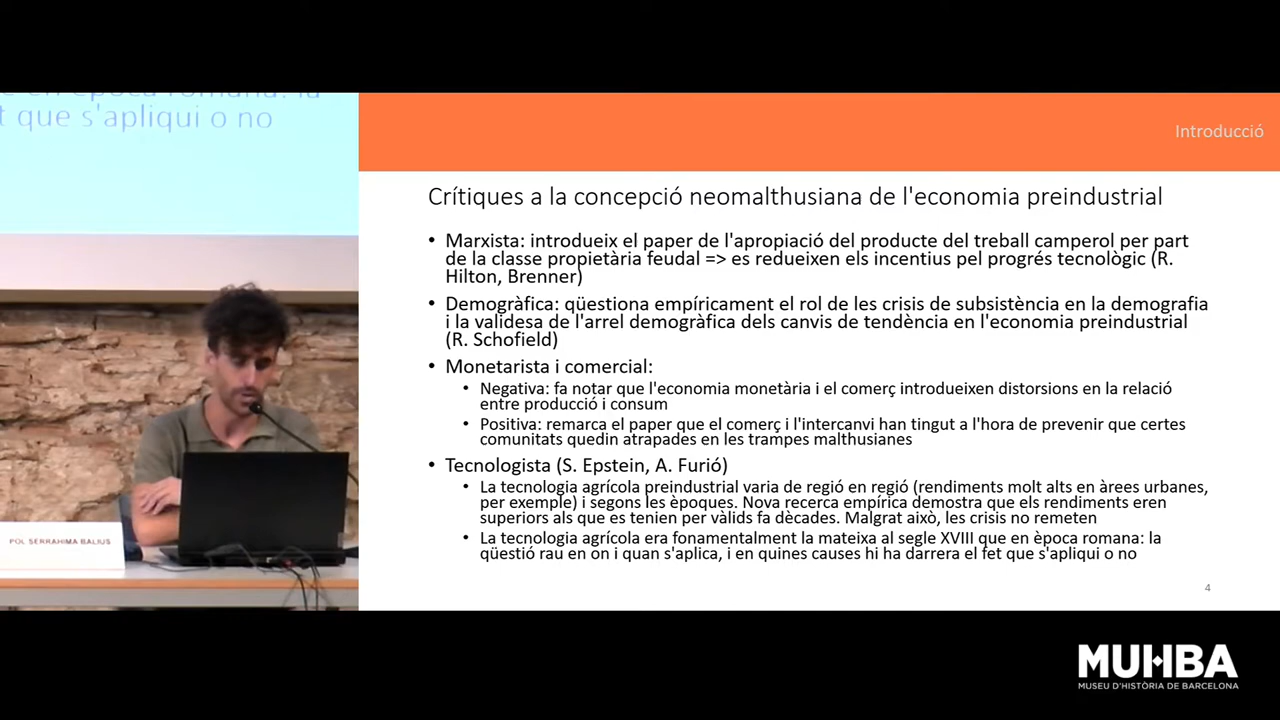 que s'apliqui o no
Introducció
Crítiques a la concepció neomalthusiana de l'economia preindustrial
• Marxista: introdueix el paper de l'apropiació del producte del treball camperol per part
de la classe propietària feudal => es redueixen els incentius pel progrés tecnològic (R.
Hilton, Brenner)
• Demogràfica: qüestiona empíricament el rol de les crisis de subsistència en la demografia
i la validesa de l'arrel demogràfica dels canvis de tendència en l'economia preindustrial
(R. Schofield)
• Monetarista i comercial:
• Negativa: fa notar que l'economia monetària i el comerç introdueixen distorsions en la relació
entre producció i consum
• Positiva: remarca el paper que el comerç i l'intercanvi han tingut a l'hora de prevenir que certes
comunitats quedin atrapades en les trampes malthusianes
• Tecnologista (S. Epstein, A. Furió)
• La tecnologia agrícola preindustrial varia de regió en regió (rendiments molt alts en àrees urbanes,
per exemple) i segons les èpoques. Nova recerca empírica demostra que els rendiments eren
superiors als que es tenien per vàlids fa dècades. Malgrat això, les crisis no remeten
• La tecnologia agrícola era fonamentalment la mateixa al segle XVIII que en època romana: la
qüestió rau en on i quan s'aplica, i en quines causes hi ha darrera el fet que s'apliqui o no
4
POL SERRAHIMA BALIUS
MUHBA
MUSEU D'HISTÒRIA DE BARCELONA